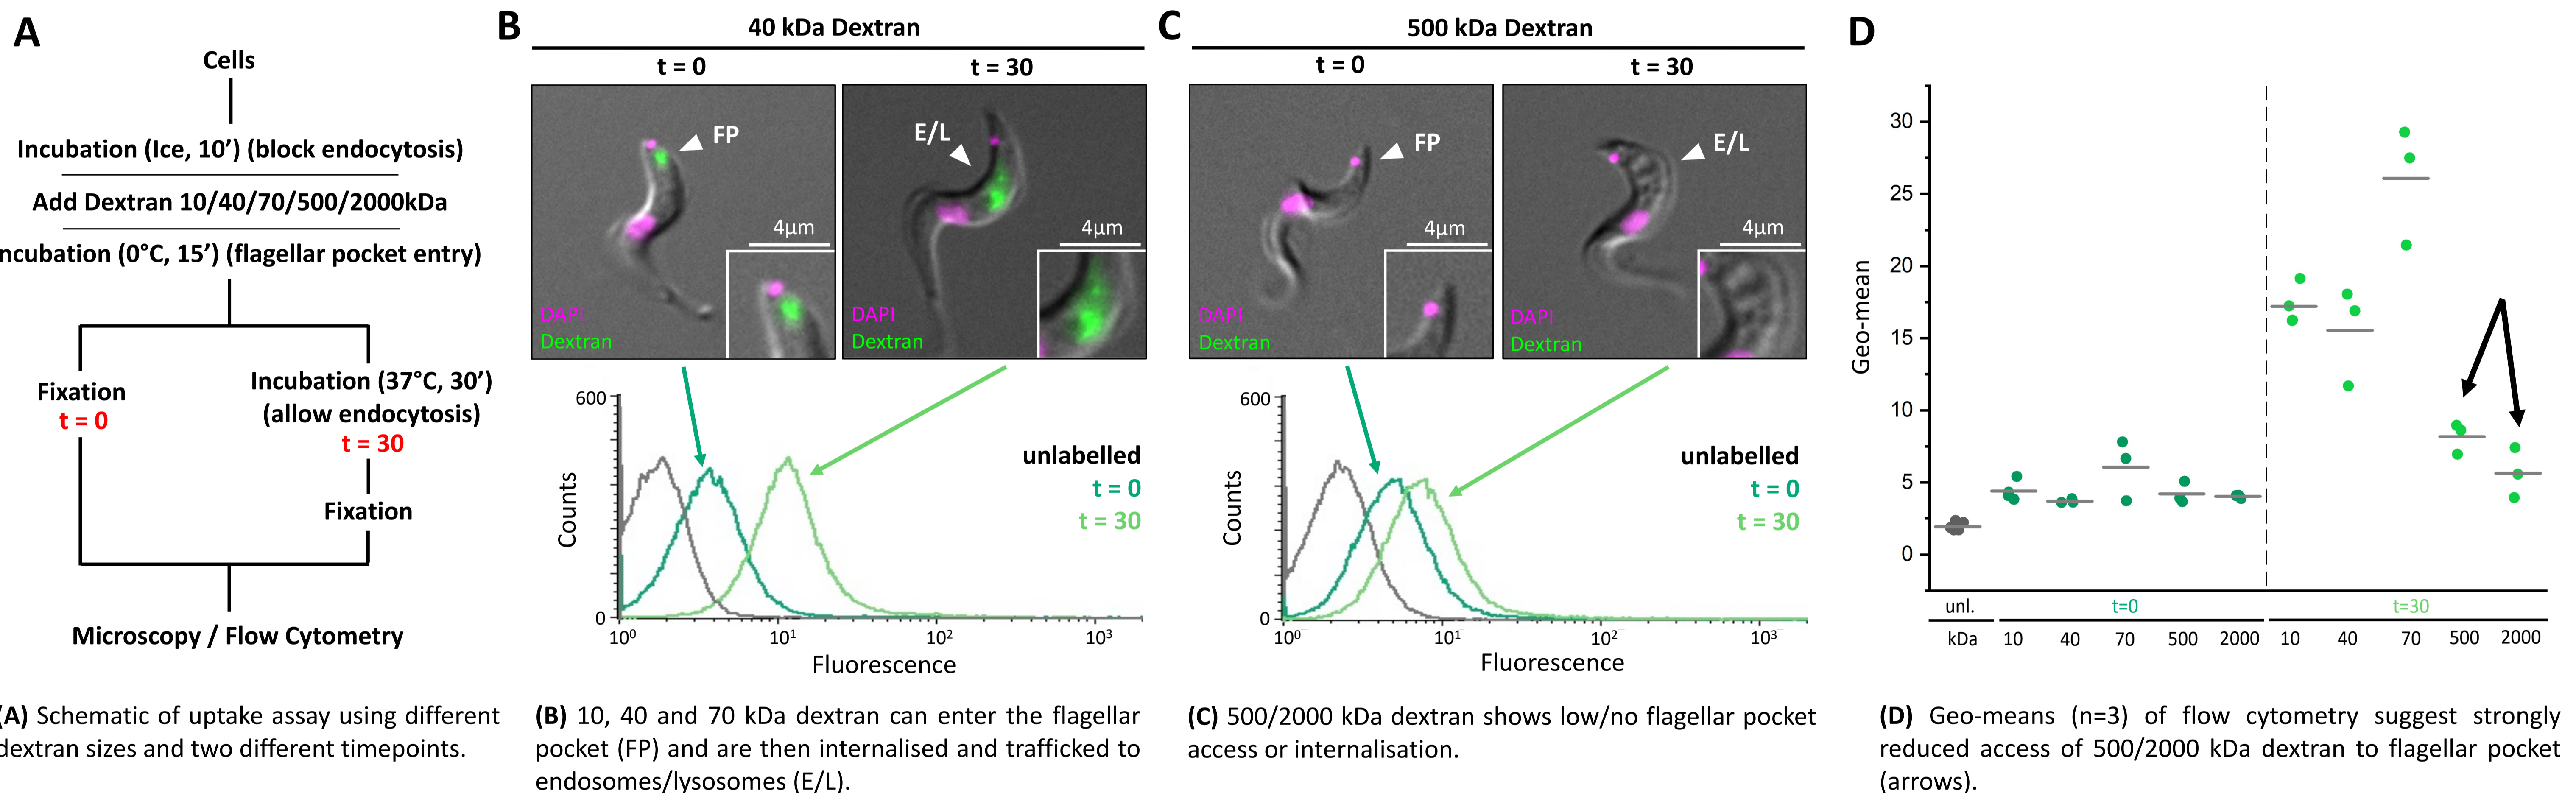 A
Cells
Incubation (Ice, 10’) (block endocytosis)
Add Dextran 10/40/70/500/2000kDa
ncubation (0°C, 15’) (flagellar pocket entry)
Fixation
t = 0
Incubation (37°C, 30’)
(allow endocytosis)
t = 30
Fixation
Microscopy / Flow Cytometry
(A) Schematic of uptake assay using different
dextran sizes and two different timepoints.
B
40 kDa Dextran
t = 0
t = 30
FP
4µm
DAPI
Dextran
E/L
4µm
DAPI
Dextran
600
0
Counts
unlabelled
t = 0
t = 30
10⁰
10¹
10²
10³
Fluorescence
(B) 10, 40 and 70 kDa dextran can enter the flagellar
pocket (FP) and are then internalised and trafficked to
endosomes/lysosomes (E/L).
C
500 kDa Dextran
t = 0
t = 30
FP
4µm
DAPI
Dextran
E/L
4µm
DAPI
Dextran
600
0
Counts
unlabelled
t = 0
t = 30
10⁰
10¹
10²
10³
Fluorescence
(C) 500/2000 kDa dextran shows low/no flagellar pocket
access or internalisation.
D
Geo-mean
30
25
20
15
10
5
0
unl.
t=0
t=30
kDa
10 40 70 500 2000 10 40 70 500 2000
(D) Geo-means (n=3) of flow cytometry suggest strongly
reduced access of 500/2000 kDa dextran to flagellar pocket
(arrows).